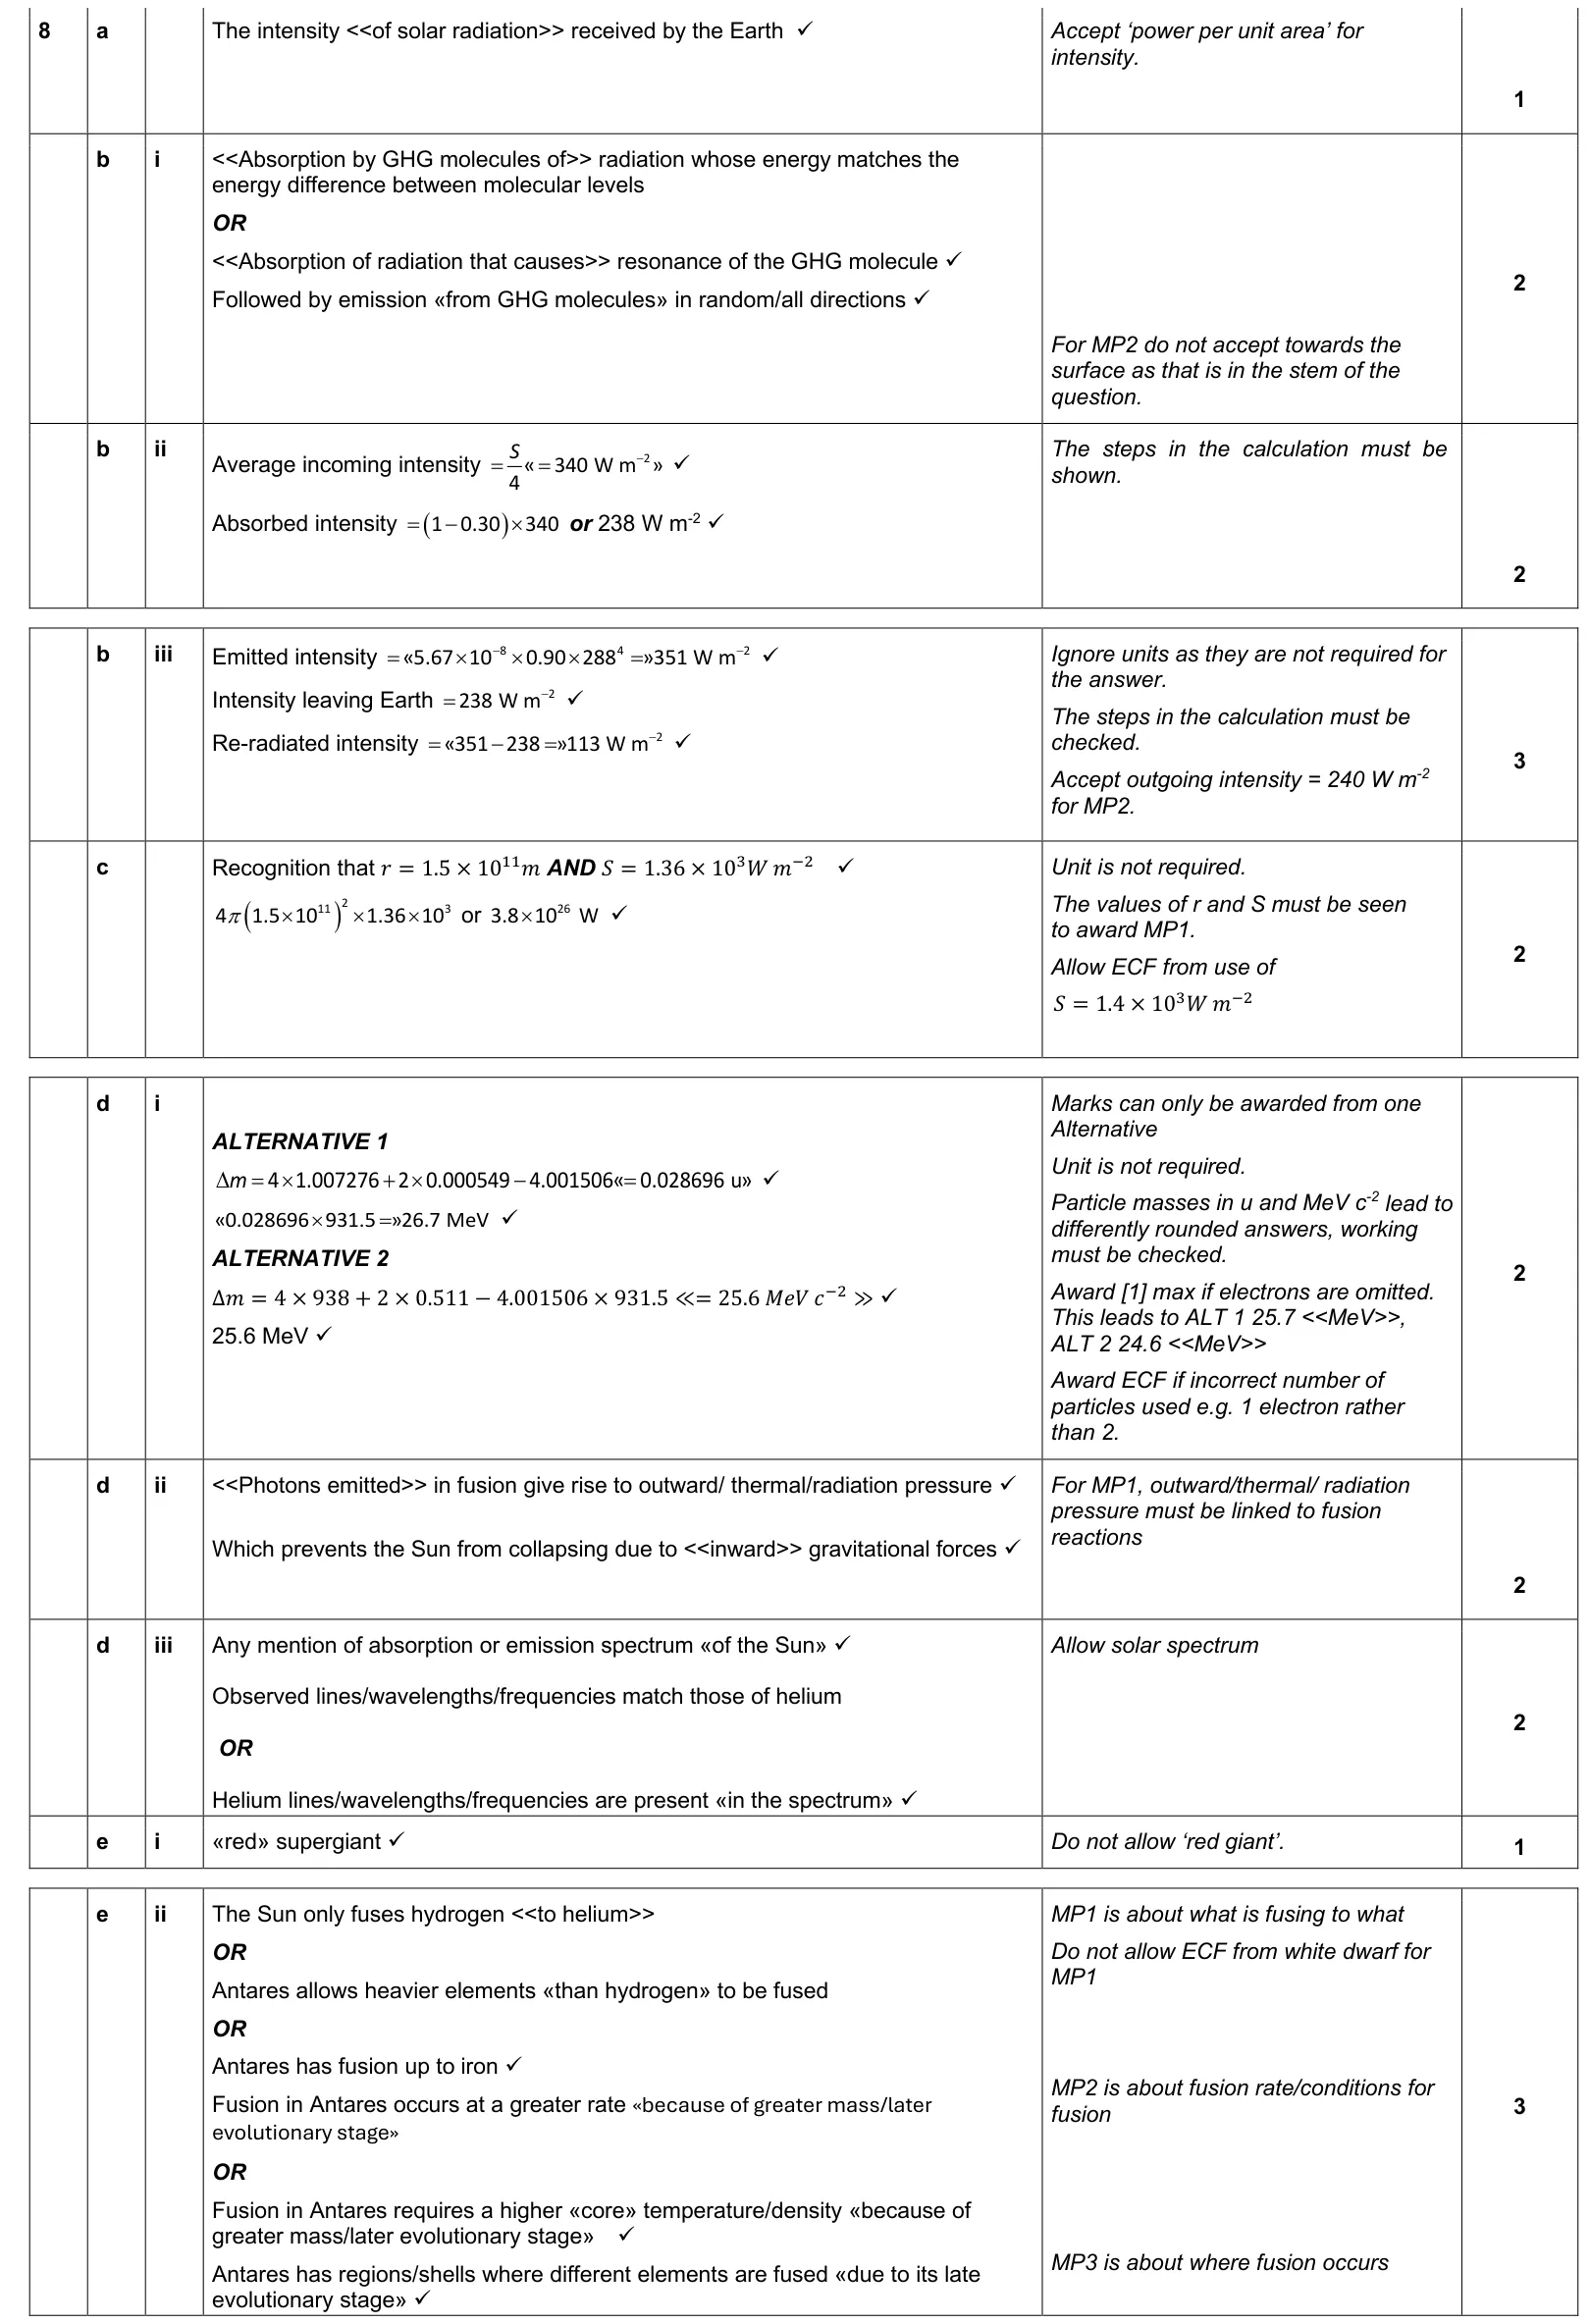 8 a The intensity <<of solar radiation>> received by the Earth ✓ Accept ‘power per unit area’ for
intensity.
1
b i <<Absorption by GHG molecules of>> radiation whose energy matches the
energy difference between molecular levels
OR
<<Absorption of radiation that causes>> resonance of the GHG molecule ✓
Followed by emission «from GHG molecules» in random/all directions ✓
2
For MP2 do not accept towards the
surface as that is in the stem of the
question.
b ii Average incoming intensity = S/4 «= 340 W m⁻²» ✓
Absorbed intensity = (1−0.30)×340 or 238 W m⁻² ✓
The steps in the calculation must be
shown.
2
b iii Emitted intensity = «5.67×10⁻⁸×0.90×288⁴ =»351 W m⁻² ✓
Intensity leaving Earth = 238 W m⁻² ✓
Re-radiated intensity = «351−238=»113 W m⁻² ✓
Ignore units as they are not required for
the answer.
The steps in the calculation must be
checked.
Accept outgoing intensity = 240 W m⁻²
for MP2.
3
c Recognition that r = 1.5 × 10¹¹m AND S = 1.36 × 10³W m⁻² ✓
4π(1.5×10¹¹)²×1.36×10³ or 3.8×10²⁶ W ✓
Unit is not required.
The values of r and S must be seen
to award MP1.
Allow ECF from use of
S = 1.4 × 10³W m⁻²
2
d i
ALTERNATIVE 1
Δm = 4×1.007276+2×0.000549−4.001506«= 0.028696 u» ✓
«0.028696×931.5=»26.7 MeV ✓
ALTERNATIVE 2
Δm = 4 × 938 + 2 × 0.511 − 4.001506 × 931.5 ≪= 25.6 MeV c⁻² ≫ ✓
25.6 MeV ✓
Marks can only be awarded from one
Alternative
Unit is not required.
Particle masses in u and MeV c⁻² lead to
differently rounded answers, working
must be checked.
Award [1] max if electrons are omitted.
This leads to ALT 1 25.7 <<MeV>>,
ALT 2 24.6 <<MeV>>
Award ECF if incorrect number of
particles used e.g. 1 electron rather
than 2.
2
d ii <<Photons emitted>> in fusion give rise to outward/ thermal/radiation pressure ✓
Which prevents the Sun from collapsing due to <<inward>> gravitational forces ✓
For MP1, outward/thermal/ radiation
pressure must be linked to fusion
reactions
2
d iii Any mention of absorption or emission spectrum «of the Sun» ✓
Observed lines/wavelengths/frequencies match those of helium
OR
Helium lines/wavelengths/frequencies are present «in the spectrum» ✓
Allow solar spectrum
2
e i «red» supergiant ✓ Do not allow ‘red giant’. 1
e ii The Sun only fuses hydrogen <<to helium>>
OR
Antares allows heavier elements «than hydrogen» to be fused
OR
Antares has fusion up to iron ✓
Fusion in Antares occurs at a greater rate «because of greater mass/later
evolutionary stage»
OR
Fusion in Antares requires a higher «core» temperature/density «because of
greater mass/later evolutionary stage» ✓
Antares has regions/shells where different elements are fused «due to its late
evolutionary stage» ✓
MP1 is about what is fusing to what
Do not allow ECF from white dwarf for
MP1
MP2 is about fusion rate/conditions for
fusion
MP3 is about where fusion occurs
3